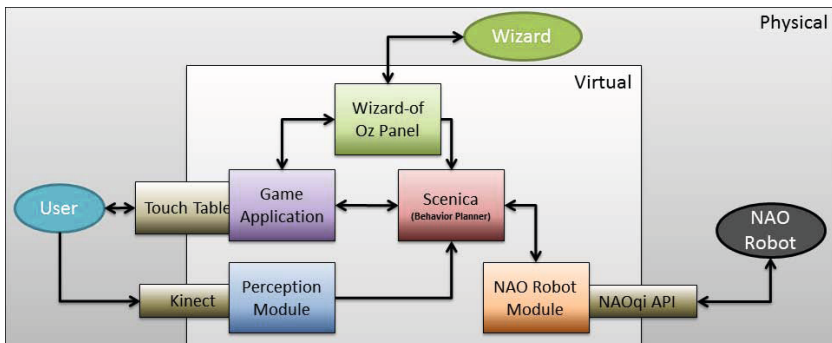 Physical
Wizard
Virtual
Wizard-of
Oz Panel
User
Touch Table
Game
Application
Scenica
(Behavior Planner)
NAO
Robot
Kinect
Perception
Module
NAO Robot
Module
NAOqi API